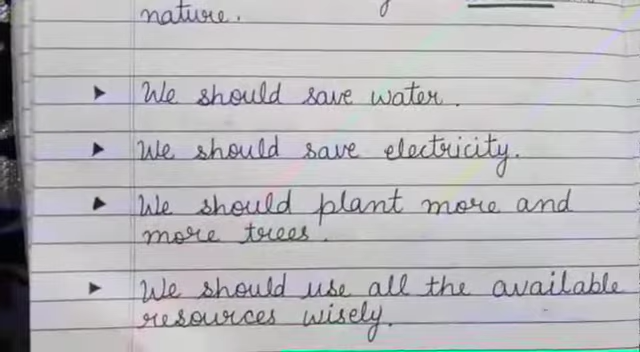 nature.
➤ We should save water.
➤ We should save electricity.
➤ We should plant more and
more trees.
➤ We should use all the available
resources wisely.